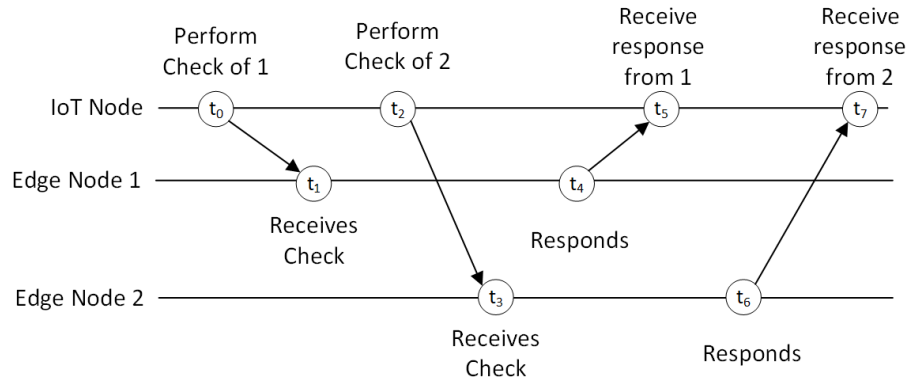 Perform
Check of 1
Perform
Check of 2
Receive
response
from 1
Receive
response
from 2
IoT Node
t₀
t₂
t₅
t₇
Edge Node 1
t₁
t₄
Receives
Check
Responds
Edge Node 2
t₃
t₆
Receives
Check
Responds